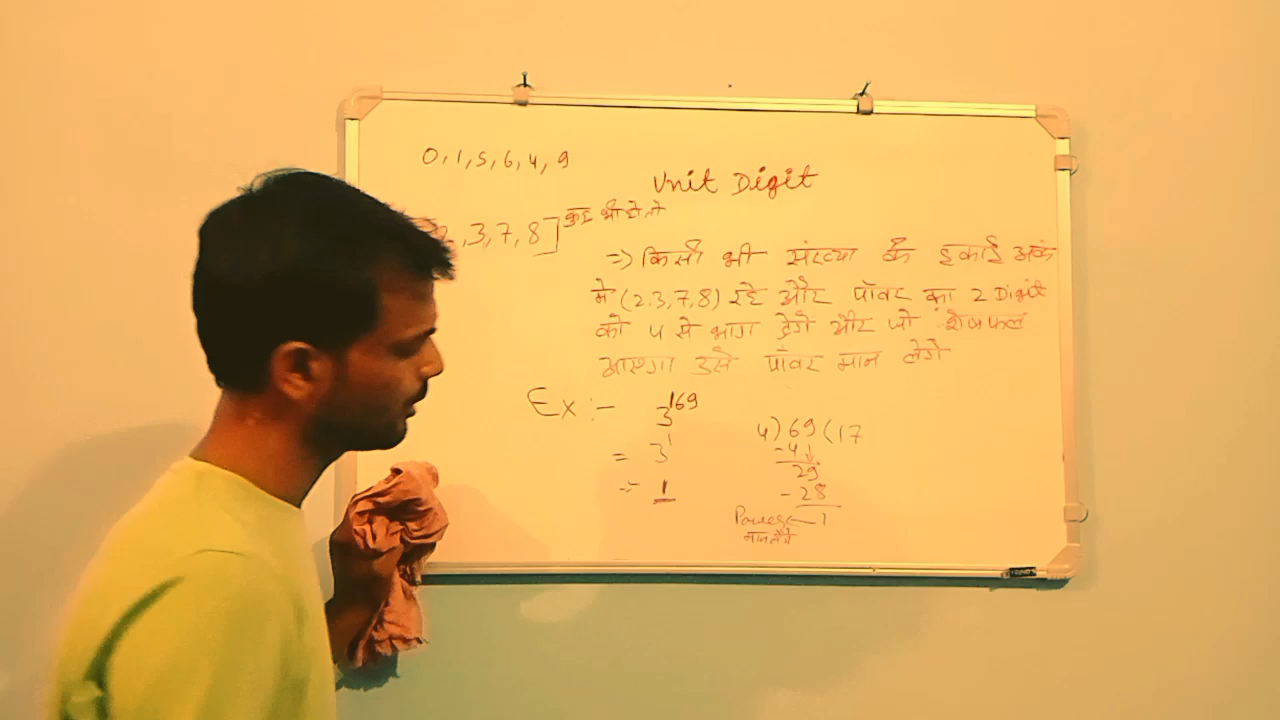 0,1,5,6,4,9
Unit Digit
2,3,7,8] कुछ भी हो तो
=> किसी भी संख्या के इकाई अंक
मे (2.3,7,8) रहे और पॉवर का 2 Digit
को 4 से भाग देगे और जो शेषफल
आएगा उसे पॉवर मान लेगे
Ex :- 3^169
= 3^1
= 1
4) 69 (17
-4↓
29
-28
Power ← 1
मान लेगे